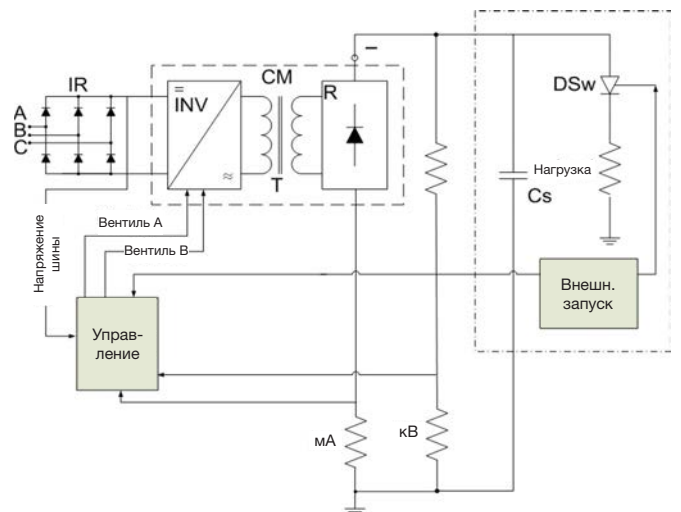 IR
A
B
C
=
INV
≈
CM
T
R
–
DSw
Нагрузка
Cs
Напряжение
шины
Вентиль А
Вентиль В
Управ-
ление
Внешн.
запуск
мА
кВ